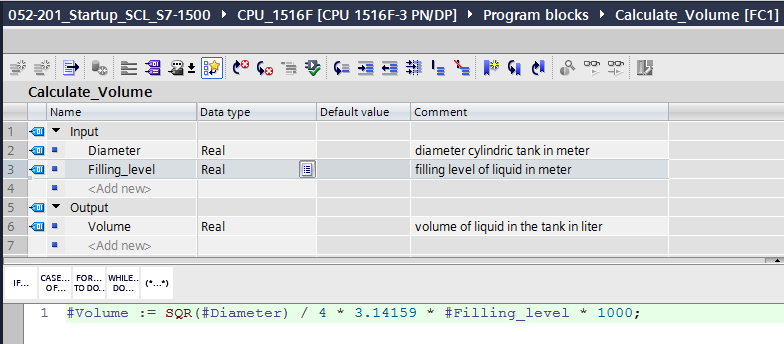 052-201_Startup_SCL_S7-1500 CPU_1516F [CPU 1516F-3 PN/DP] Program blocks Calculate_Volume [FC1]
Calculate_Volume
Name Data type Default value Comment
1 Input
2 Diameter Real diameter cylindric tank in meter
3 Filling_level Real filling level of liquid in meter
4 <Add new>
5 Output
6 Volume Real volume of liquid in the tank in liter
7 <Add new>
IF... CASE... OF... FOR... TO DO.. WHILE.. DO... (*...*)
1 #Volume := SQR(#Diameter) / 4 * 3.14159 * #Filling_level * 1000;